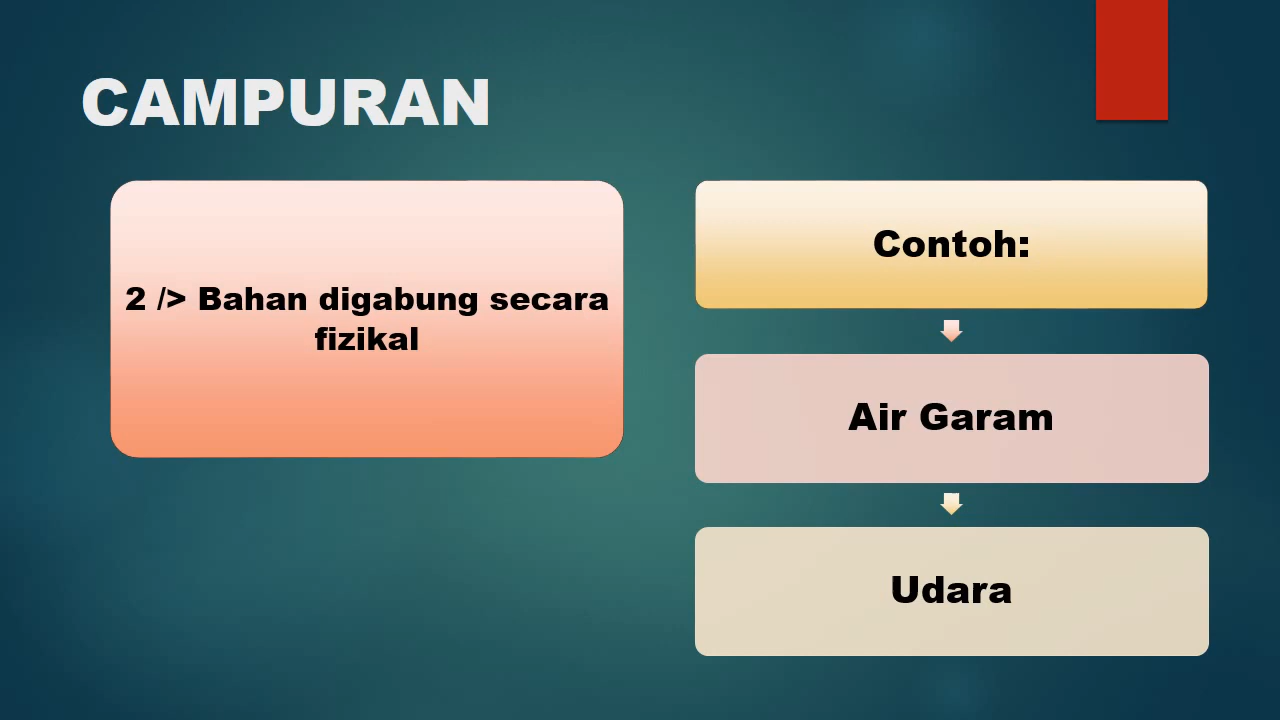 CAMPURAN
2 /> Bahan digabung secara
fizikal
Contoh:
Air Garam
Udara